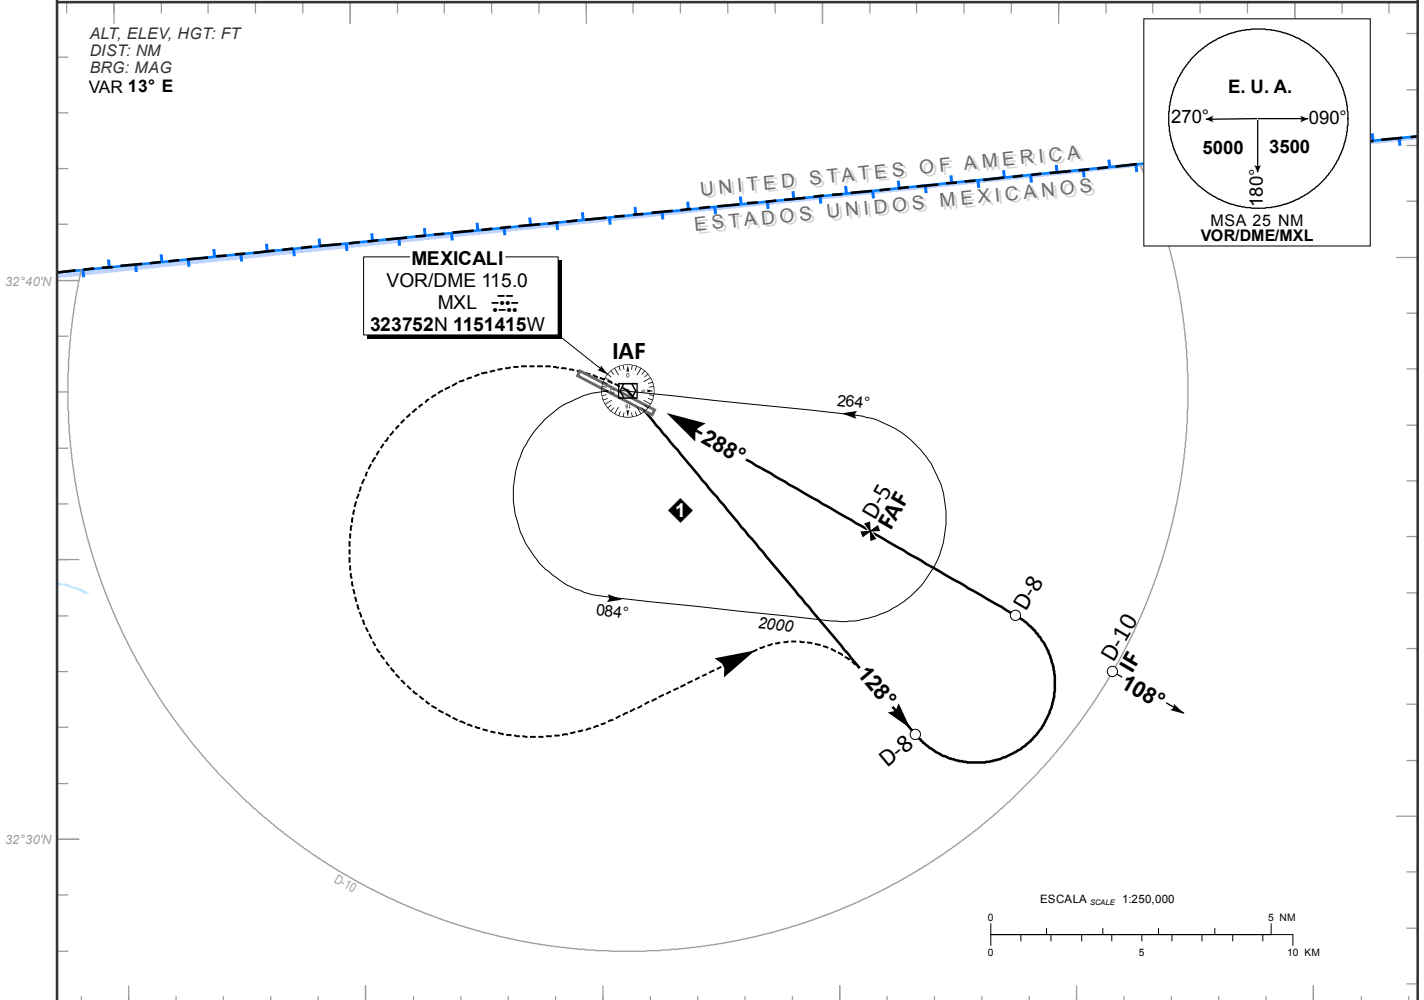 ALT, ELEV, HGT: FT
DIST: NM
BRG: MAG
VAR 13° E
E. U. A.
270°
090°
5000
3500
180°
MSA 25 NM
VOR/DME/MXL
UNITED STATES OF AMERICA
ESTADOS UNIDOS MEXICANOS
32°40'N
MEXICALI
VOR/DME 115.0
MXL
323752N 1151415W
IAF
264°
288°
D-5
FAF
1
084°
2000
D-8
D-10
IF
108°
128°
D-8
32°30'N
D-10
ESCALA SCALE 1:250,000
0 5 NM
0 5 10 KM